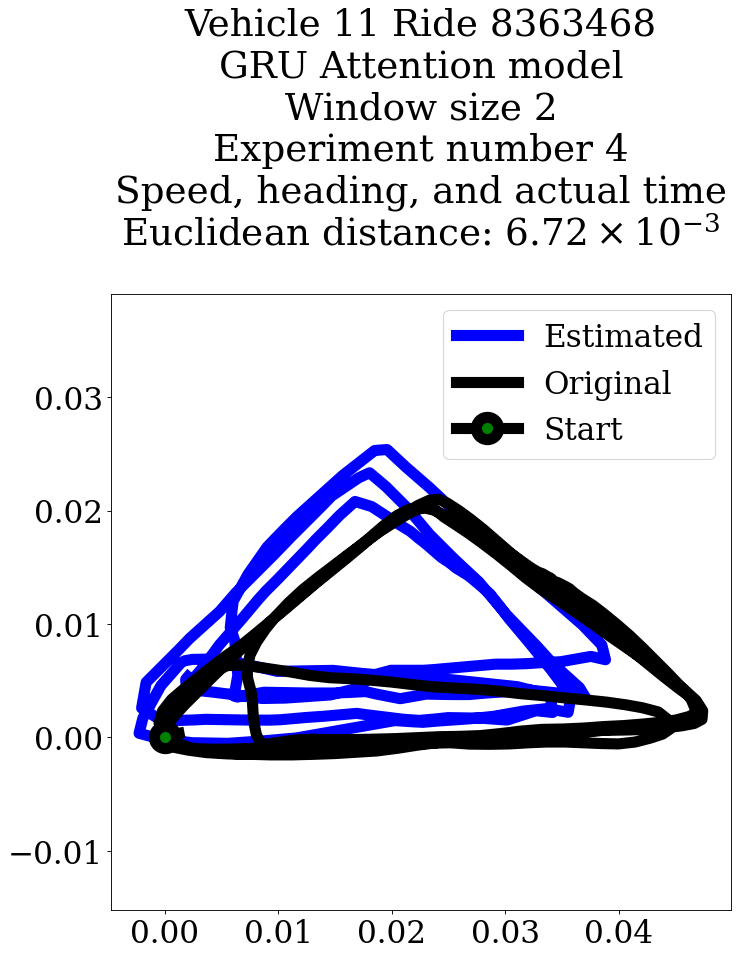 Vehicle 11 Ride 8363468
GRU Attention model
Window size 2
Experiment number 4
Speed, heading, and actual time
Euclidean distance: 6.72 × 10⁻³
Estimated
Original
Start
0.03
0.02
0.01
0.00
−0.01
0.00 0.01 0.02 0.03 0.04